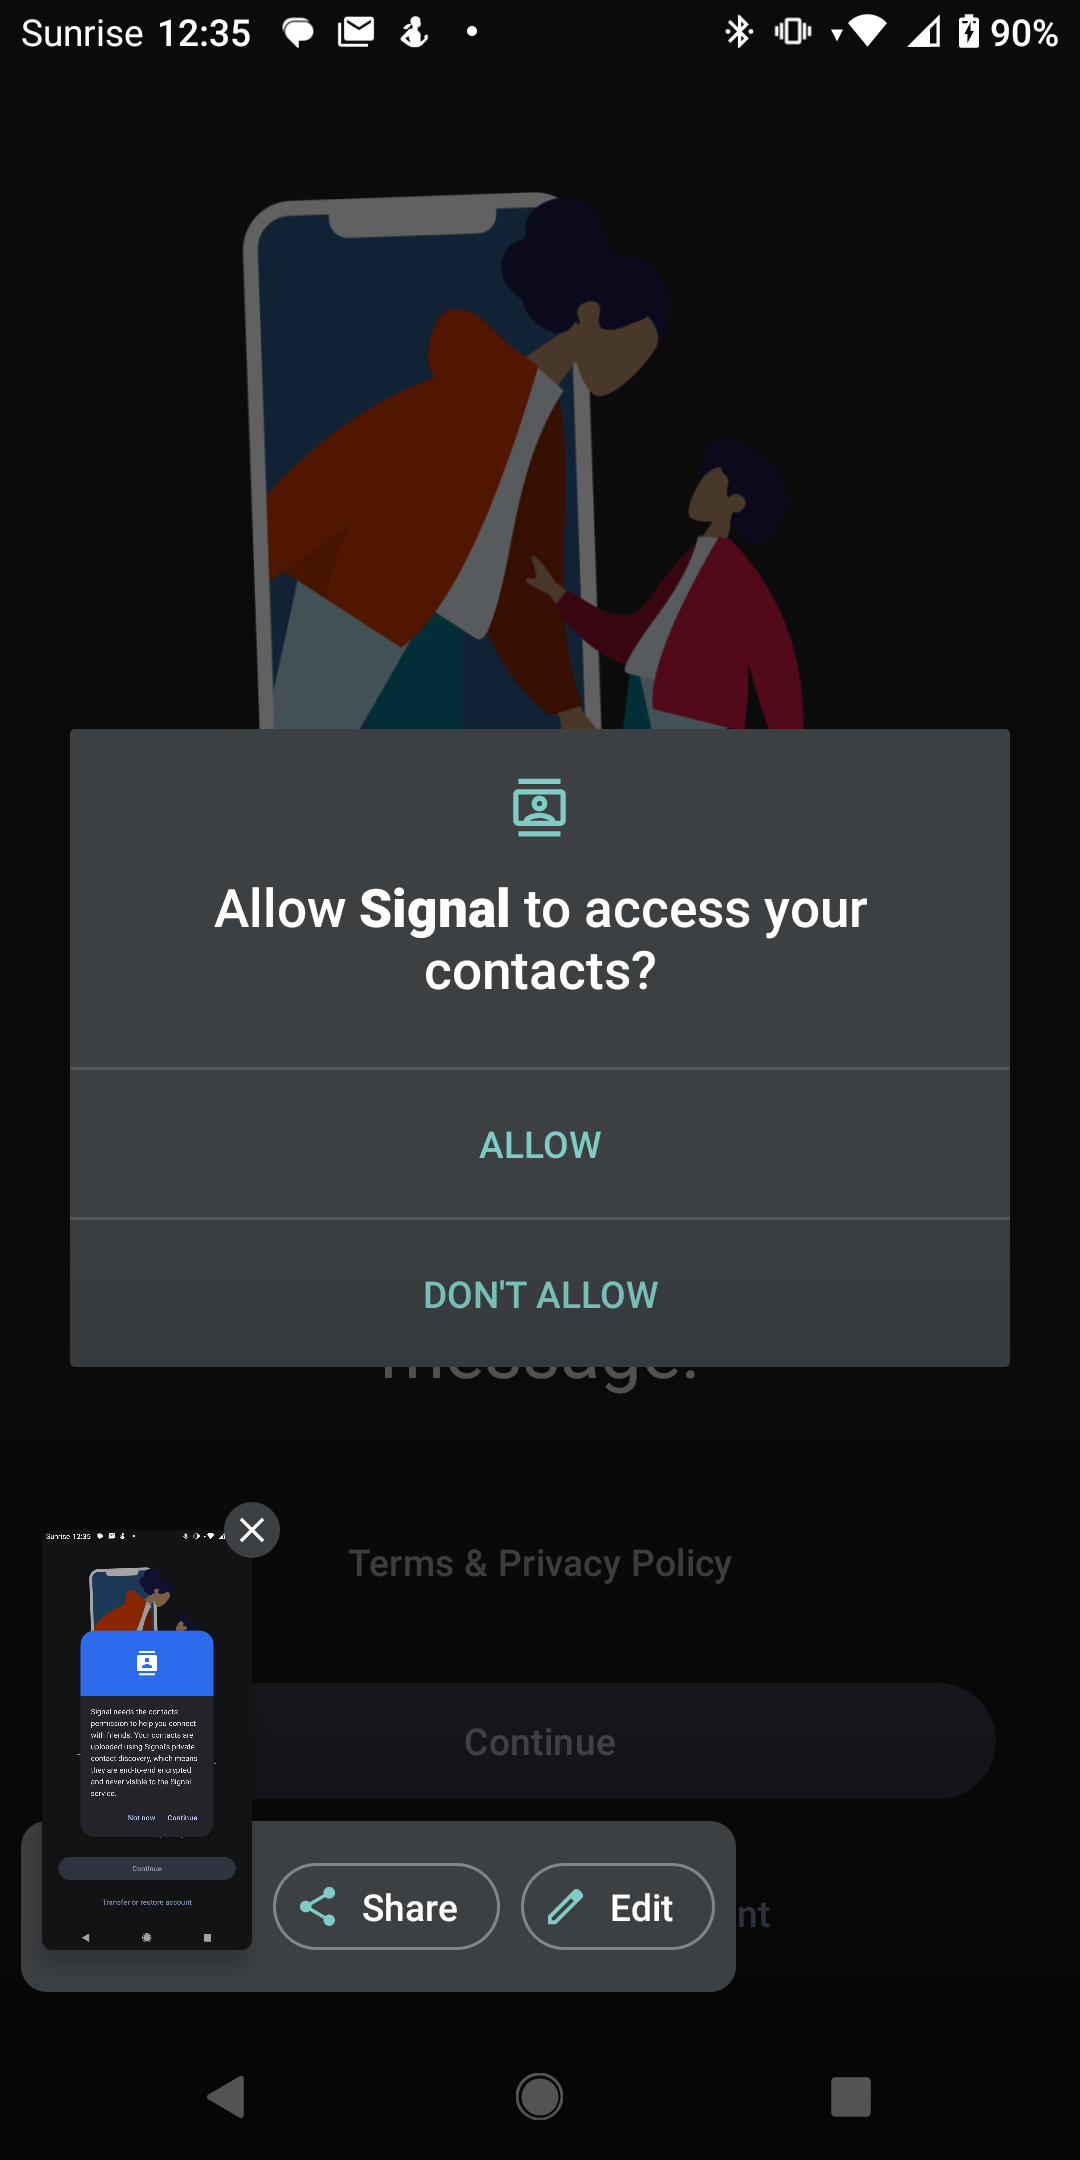 Sunrise 12:35
90%
Allow Signal to access your
contacts?
ALLOW
DON'T ALLOW
message.
Terms & Privacy Policy
Continue
Sunrise 12:35
Signal needs the contacts
permission to help you connect
with friends. Your contacts are
uploaded using Signal's private
contact discovery, which means
they are end-to-end encrypted
and never visible to the Signal
service.
Not now Continue
Continue
Transfer or restore account
Share
Edit
nt